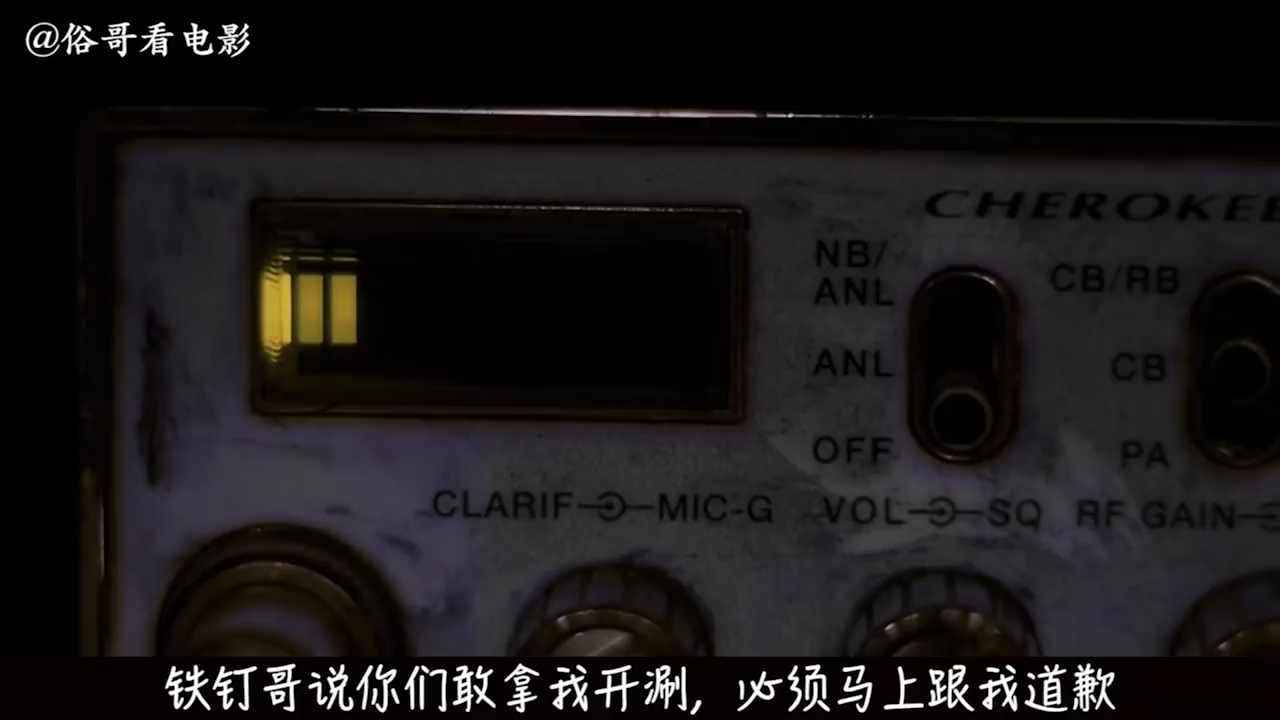 @俗哥看电影
CHEROKEE
NB/
ANL
CB/RB
ANL
CB
OFF
PA
CLARIF MIC-G
VOL SQ
RF GAIN
铁钉哥说你们敢拿我开涮，必须马上跟我道歉